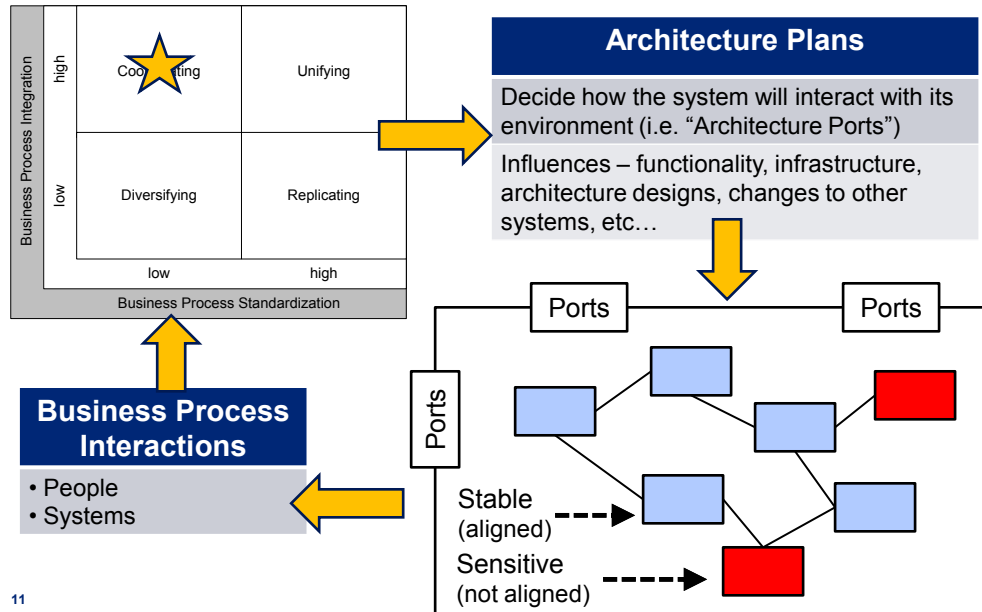 Business Process Integration
high
low
Unifying
Diversifying
Replicating
low
high
Business Process Standardization
Architecture Plans
Decide how the system will interact with its
environment (i.e. “Architecture Ports”)
Influences – functionality, infrastructure,
architecture designs, changes to other
systems, etc…
Business Process
Interactions
• People
• Systems
Ports
Ports
Ports
Stable
(aligned)
Sensitive
(not aligned)
11